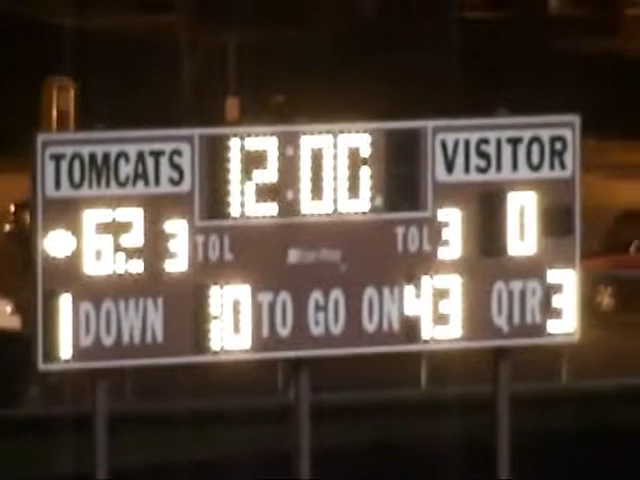 TOMCATS 12:00 VISITOR
62 3 TOL TOL 3 0
1 DOWN 10 TO GO ON 43 QTR 3